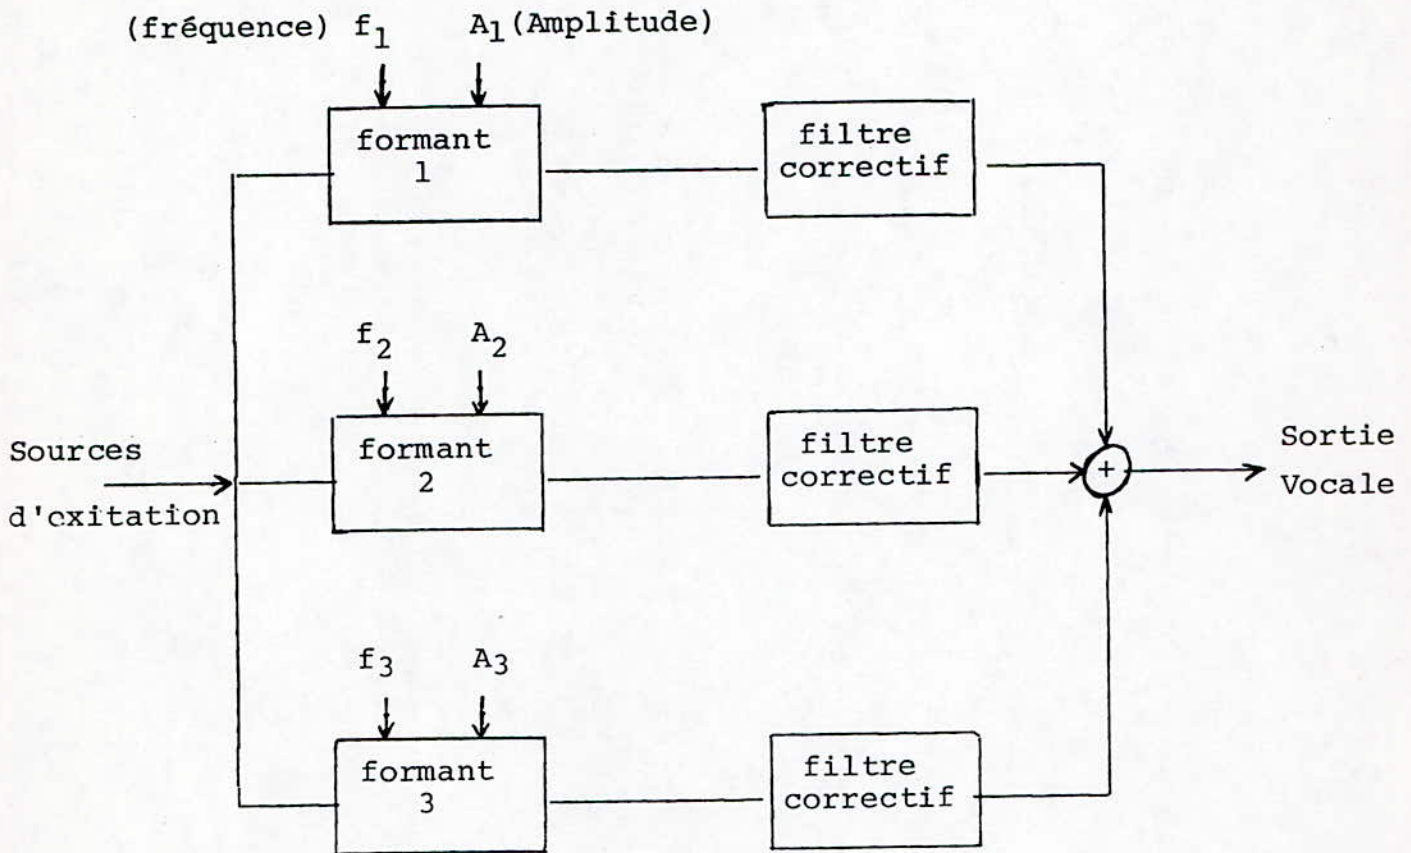 (fréquence) f1 A1 (Amplitude)
formant
1
filtre
correctif
f2 A2
formant
2
filtre
correctif
Sources
d'exitation
+
Sortie
Vocale
f3 A3
formant
3
filtre
correctif